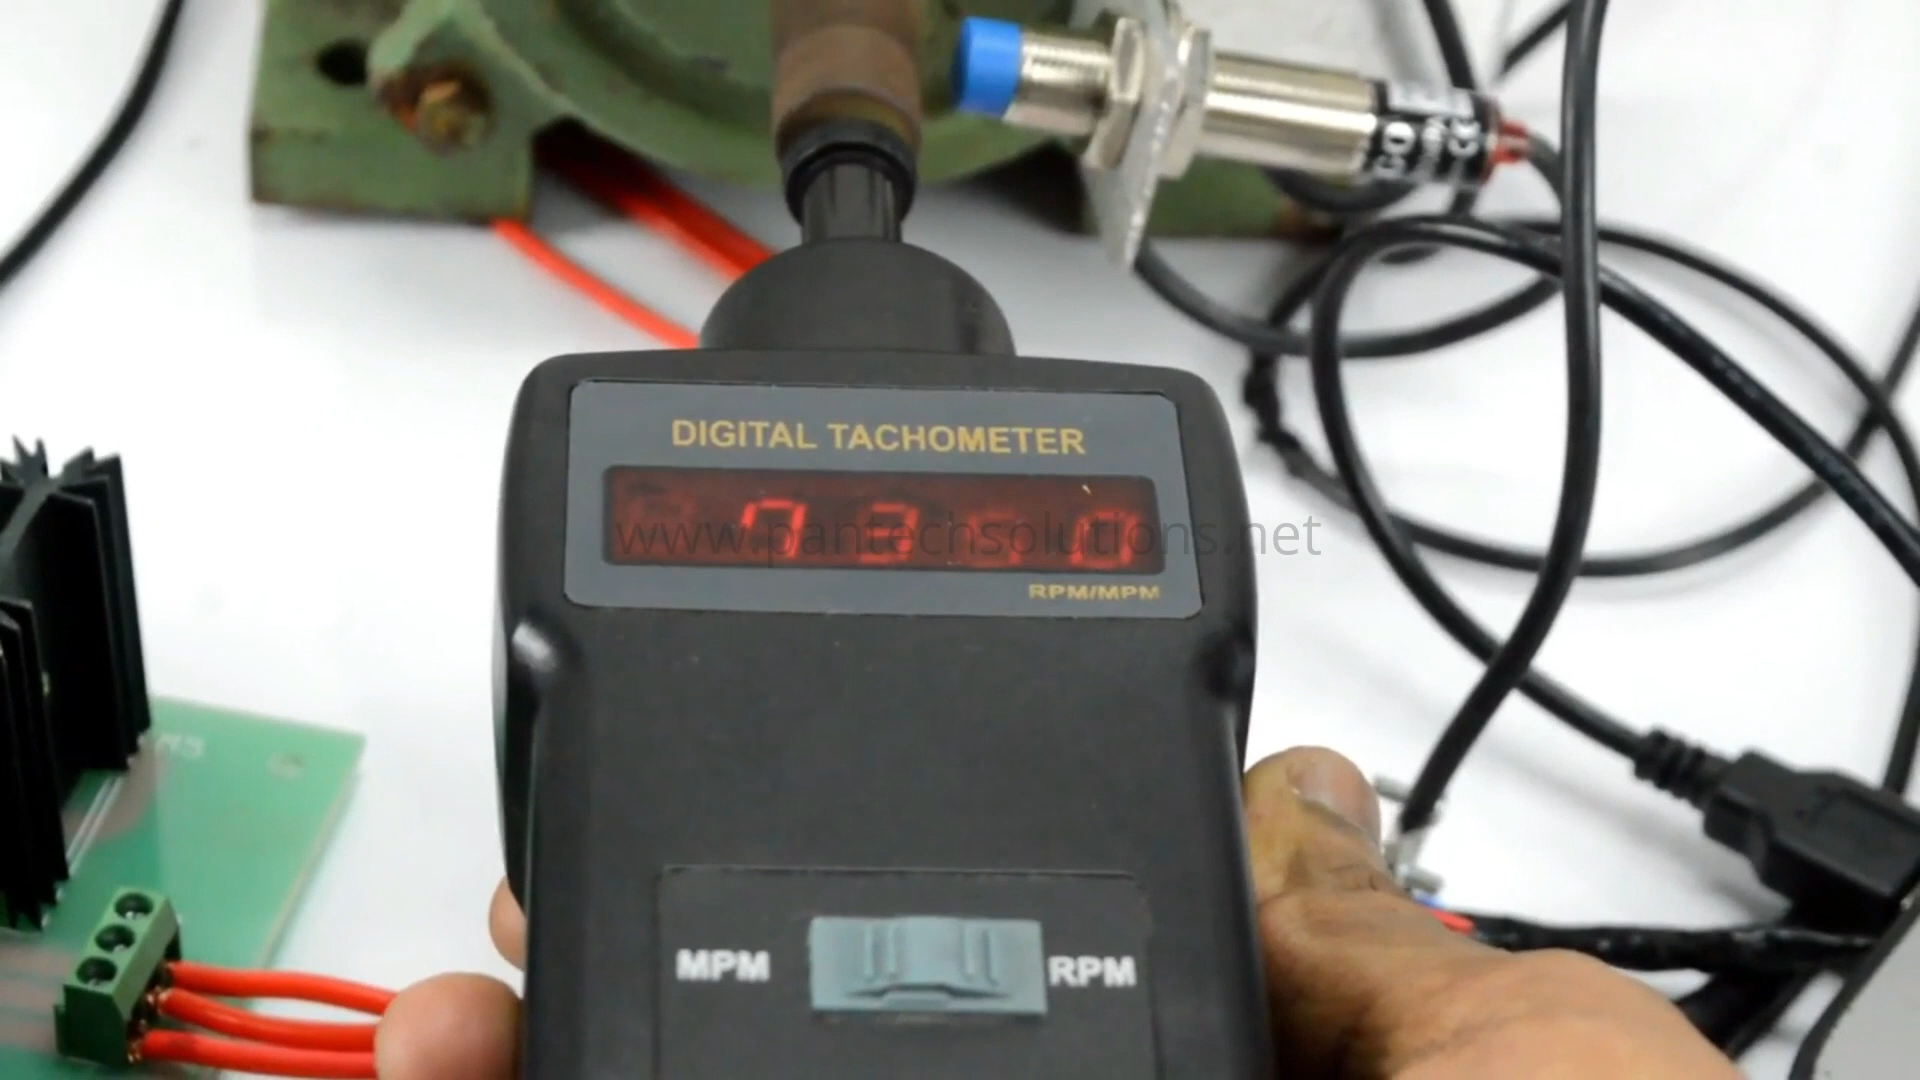 DIGITAL TACHOMETER
www.pantechsolutions.net
RPM/MPM
MPM
RPM